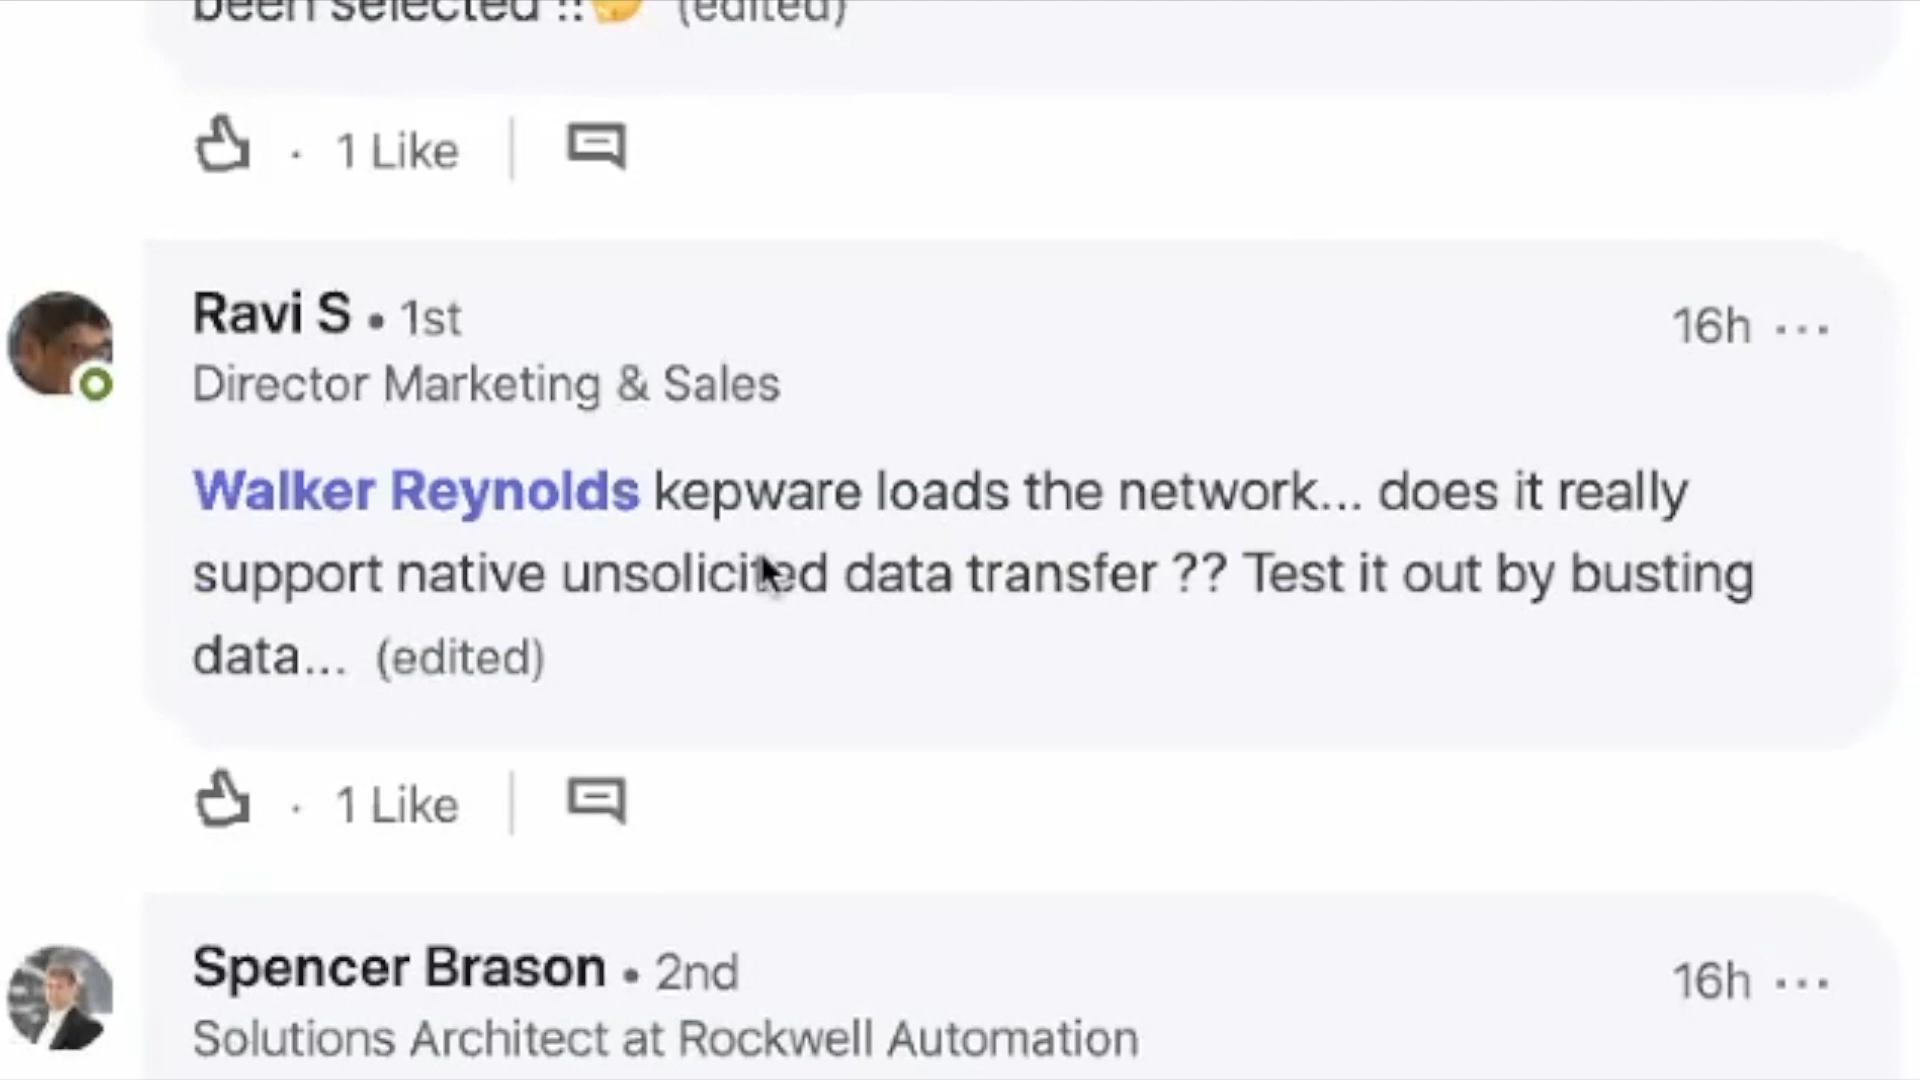 been selected !! (edited)
· 1 Like
Ravi S • 1st
16h ...
Director Marketing & Sales
Walker Reynolds kepware loads the network... does it really
support native unsolicited data transfer ?? Test it out by busting
data... (edited)
· 1 Like
Spencer Brason • 2nd
16h ...
Solutions Architect at Rockwell Automation